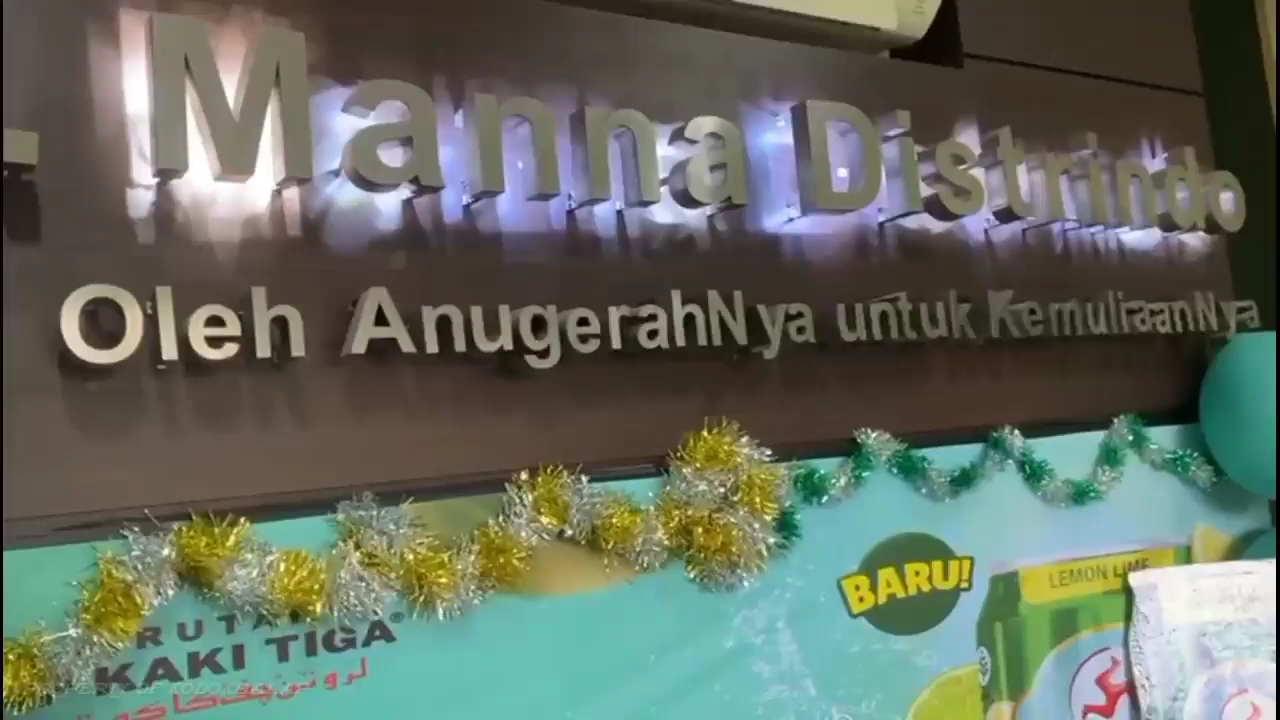 Manna Distrindo
Oleh AnugerahNya untuk KemuliaanNya
BARU!
LEMON LIME
KAKI TIGA